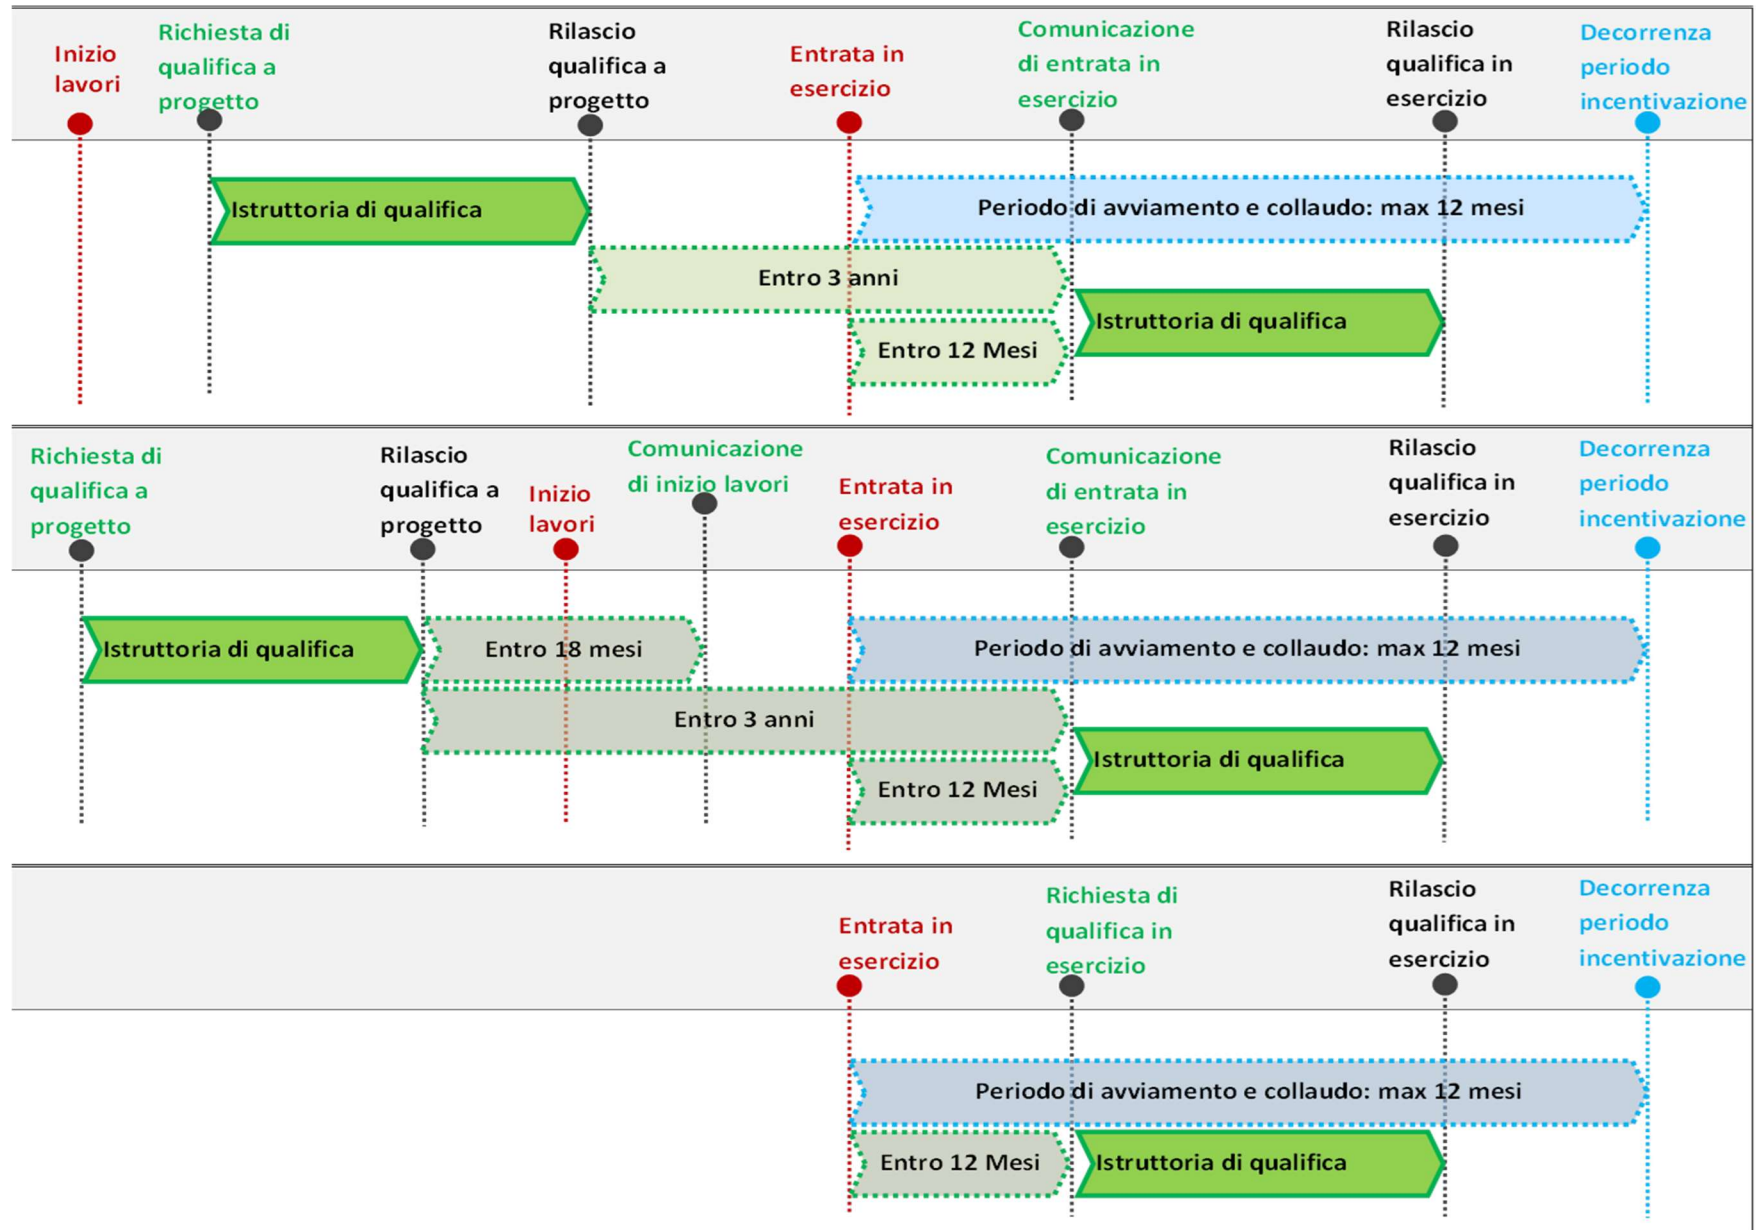 Inizio
lavori
Richiesta di
qualifica a
progetto
Rilascio
qualifica a
progetto
Entrata in
esercizio
Comunicazione
di entrata in
esercizio
Rilascio
qualifica in
esercizio
Decorrenza
periodo
incentivazione
Istruttoria di qualifica
Periodo di avviamento e collaudo: max 12 mesi
Entro 3 anni
Istruttoria di qualifica
Entro 12 Mesi
Richiesta di
qualifica a
progetto
Rilascio
qualifica a
progetto
Inizio
lavori
Comunicazione
di inizio lavori
Entrata in
esercizio
Comunicazione
di entrata in
esercizio
Rilascio
qualifica in
esercizio
Decorrenza
periodo
incentivazione
Istruttoria di qualifica
Entro 18 mesi
Periodo di avviamento e collaudo: max 12 mesi
Entro 3 anni
Istruttoria di qualifica
Entro 12 Mesi
Entrata in
esercizio
Richiesta di
qualifica in
esercizio
Rilascio
qualifica in
esercizio
Decorrenza
periodo
incentivazione
Periodo di avviamento e collaudo: max 12 mesi
Entro 12 Mesi
Istruttoria di qualifica